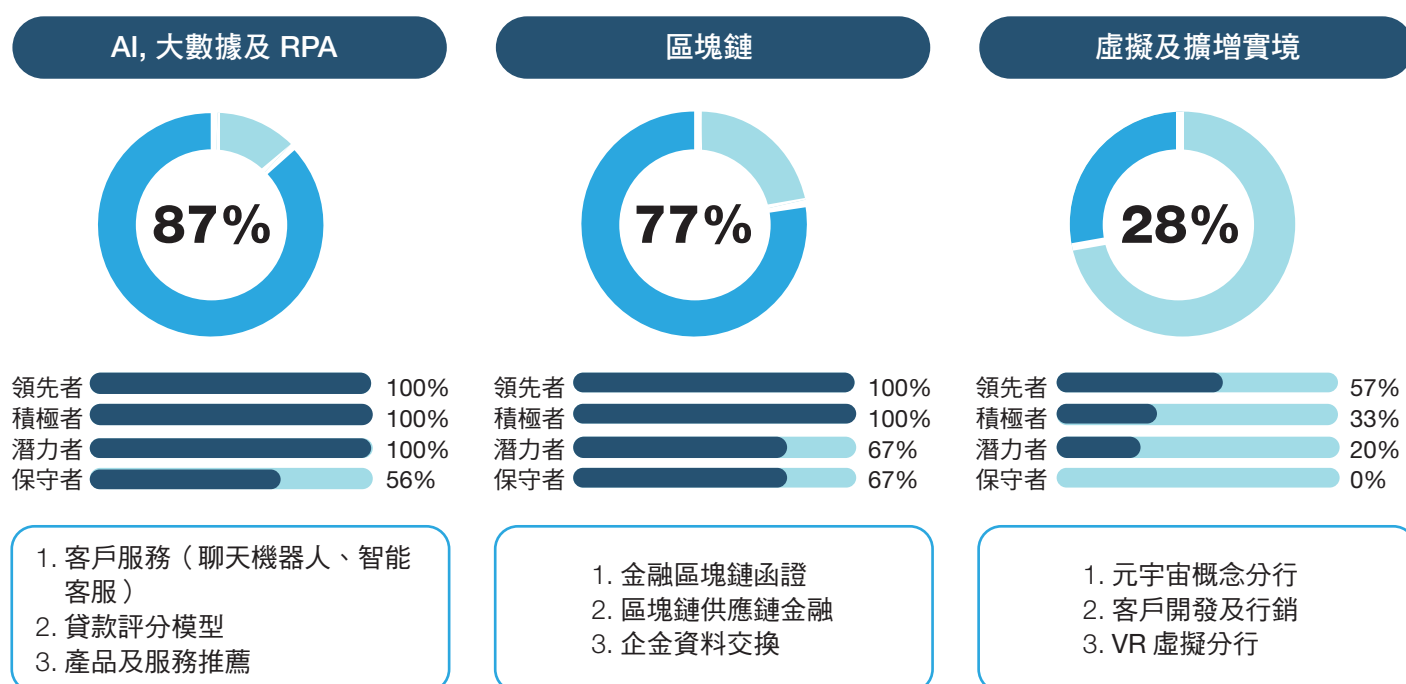 AI, 大數據及 RPA
87%
領先者 100%
積極者 100%
潛力者 100%
保守者 56%
1. 客戶服務（聊天機器人、智能
客服）
2. 貸款評分模型
3. 產品及服務推薦
區塊鏈
77%
領先者 100%
積極者 100%
潛力者 67%
保守者 67%
1. 金融區塊鏈函證
2. 區塊鏈供應鏈金融
3. 企金資料交換
虛擬及擴增實境
28%
領先者 57%
積極者 33%
潛力者 20%
保守者 0%
1. 元宇宙概念分行
2. 客戶開發及行銷
3. VR 虛擬分行